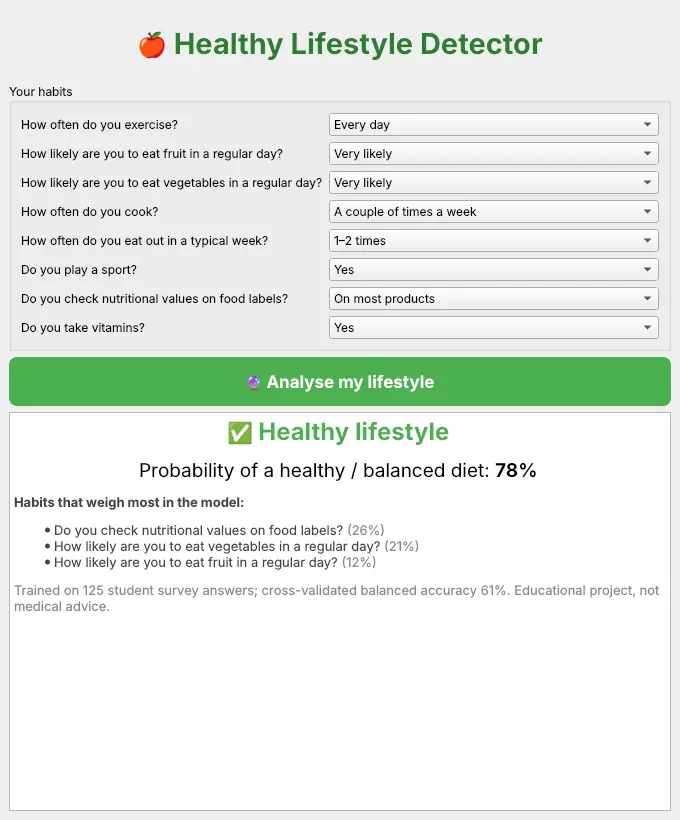 🍎 Healthy Lifestyle Detector
Your habits
How often do you exercise? Every day
How likely are you to eat fruit in a regular day? Very likely
How likely are you to eat vegetables in a regular day? Very likely
How often do you cook? A couple of times a week
How often do you eat out in a typical week? 1–2 times
Do you play a sport? Yes
Do you check nutritional values on food labels? On most products
Do you take vitamins? Yes
🔮 Analyse my lifestyle
✅ Healthy lifestyle
Probability of a healthy / balanced diet: 78%
Habits that weigh most in the model:
• Do you check nutritional values on food labels? (26%)
• How likely are you to eat vegetables in a regular day? (21%)
• How likely are you to eat fruit in a regular day? (12%)
Trained on 125 student survey answers; cross-validated balanced accuracy 61%. Educational project, not
medical advice.